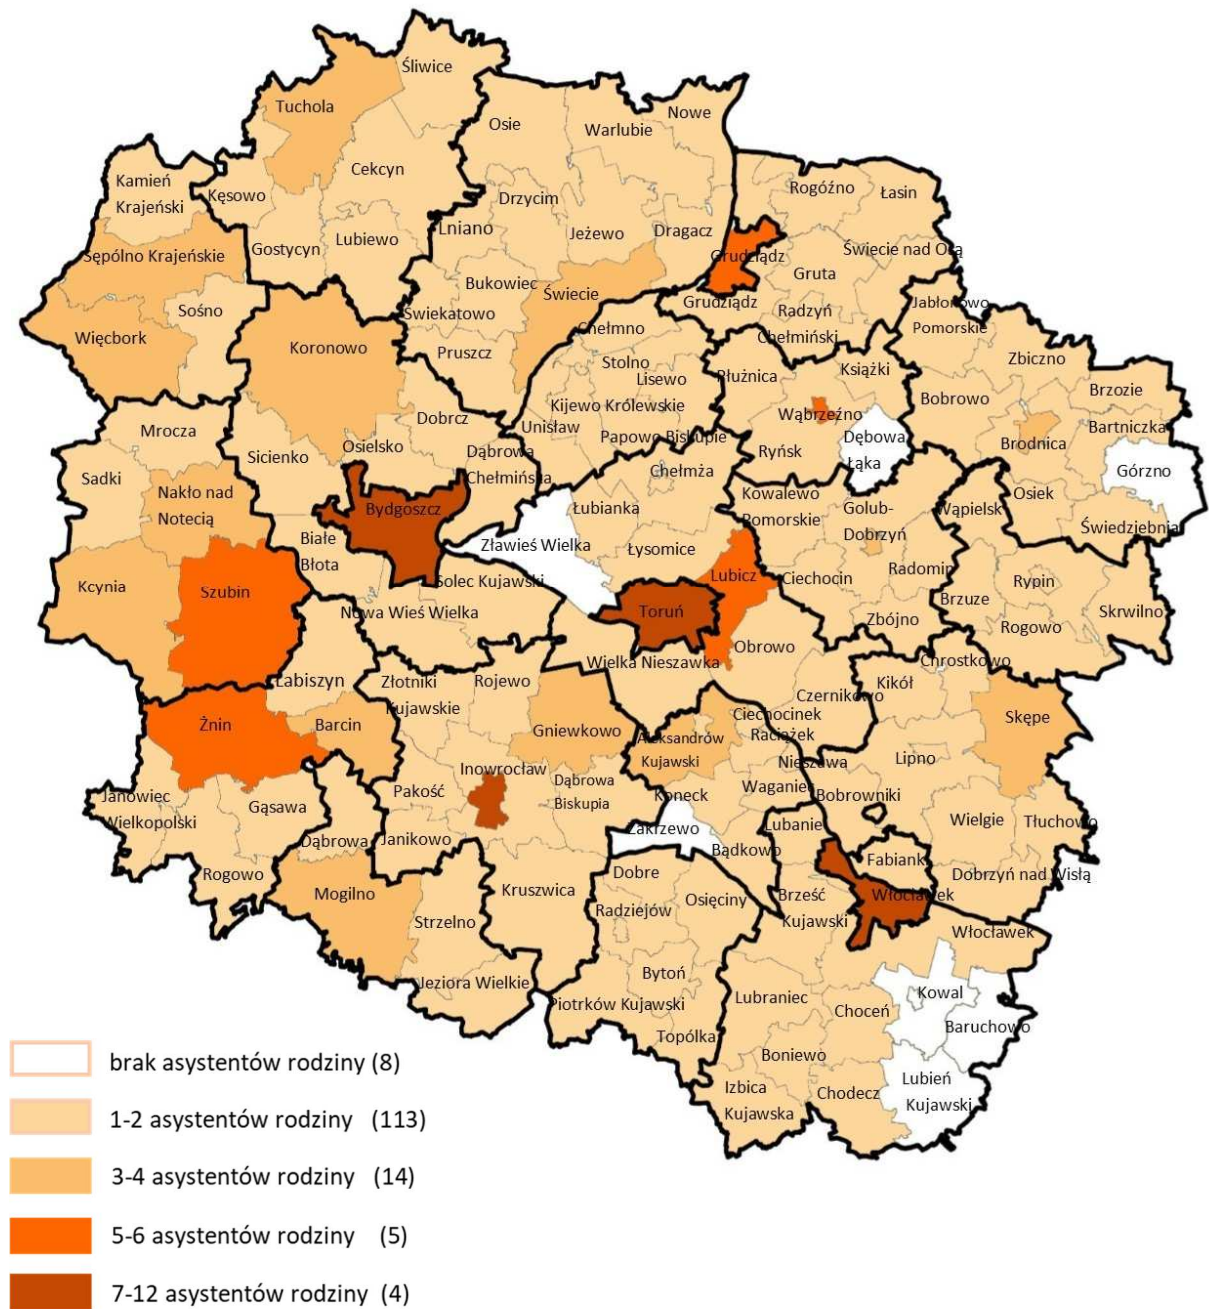 Śliwice
Tuchola
Nowe
Osie
Warlubie
Cekcyn
Kamień
Krajeński
Kęsowo
Rogóźno
Łasin
Drzycim
Lniano
Jeżewo
Dragacz
Gostycyn
Lubiewo
Sępólno Krajeńskie
Grudziądz
Świecie nad Osą
Gruta
Bukowiec
Świecie
Sośno
Świekatowo
Grudziądz
Radzyń
Chełmiński
Jabłonowo
Pomorskie
Więcbork
Koronowo
Pruszcz
Chełmno
Stolno
Lisewo
Płużnica
Książki
Zbiczno
Brzozie
Bobrowo
Bartniczka
Kijewo Królewskie
Unisław
Wąbrzeźno
Dobrcz
Mrocza
Osielsko
Papowo Biskupie
Ryńsk
Dębowa
Łąka
Brodnica
Sicienko
Dąbrowa
Chełmińska
Chełmża
Górzno
Sadki
Nakło nad
Notecią
Kowalewo
Pomorskie
Golub-
Dobrzyń
Wąpielsk
Osiek
Świedziebnia
Bydgoszcz
Łubianka
Białe
Błota
Zławieś Wielka
Łysomice
Kcynia
Szubin
Solec Kujawski
Lubicz
Ciechocin
Radomin
Rypin
Brzuze
Skrwilno
Nowa Wieś Wielka
Toruń
Zbójno
Rogowo
Obrowo
Wielka Nieszawka
Chrostkowo
Łabiszyn
Złotniki
Kujawskie
Rojewo
Kikół
Czernikowo
Żnin
Barcin
Gniewkowo
Ciechocinek
Raciążek
Skępe
Aleksandrów
Kujawski
Nieszawa
Lipno
Inowrocław
Dąbrowa
Biskupia
Waganiec
Bobrowniki
Pakość
Koneck
Janowiec
Wielkopolski
Gąsawa
Wielgie
Tłuchowo
Zakrzewo
Lubanie
Dąbrowa
Janikowo
Bądkowo
Fabianki
Rogowo
Dobre
Dobrzyń nad Wisłą
Mogilno
Kruszwica
Radziejów
Osięciny
Brześć
Kujawski
Włocławek
Strzelno
Włocławek
Jeziora Wielkie
Bytoń
Lubraniec
Kowal
Piotrków Kujawski
Choceń
Baruchowo
Topólka
Boniewo
Izbica
Kujawska
Chodecz
Lubień
Kujawski
brak asystentów rodziny (8)
1-2 asystentów rodziny (113)
3-4 asystentów rodziny (14)
5-6 asystentów rodziny (5)
7-12 asystentów rodziny (4)